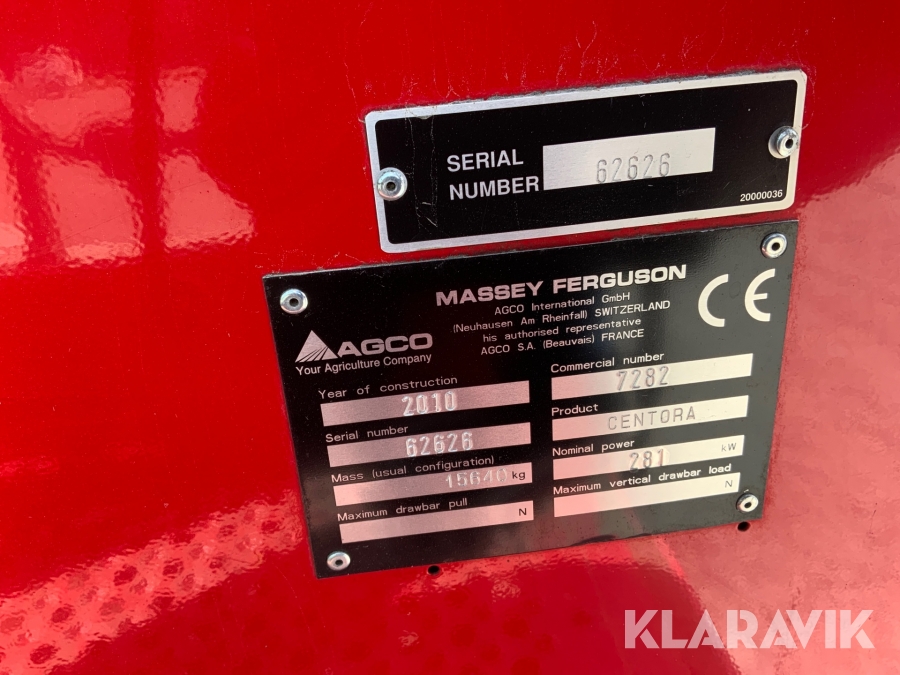 SERIAL
NUMBER
62626
20000036
MASSEY FERGUSON
AGCO International GmbH
(Neuhausen Am Rheinfall) SWITZERLAND
his authorised representative
AGCO S.A. (Beauvais) FRANCE
CE
AGCO
Your Agriculture Company
Year of construction
2010
Serial number
62626
Mass (usual configuration)
15640 kg
Maximum drawbar pull
N
Commercial number
7282
Product
CENTORA
Nominal power
281 kW
Maximum vertical drawbar load
N
KLARAVIK